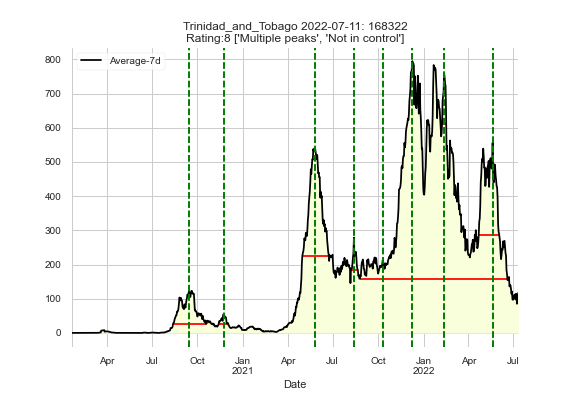 Trinidad_and_Tobago 2022-07-11: 168322
Rating:8 ['Multiple peaks', 'Not in control']
Average-7d
800
700
600
500
400
300
200
100
0
Apr Jul Oct Jan Apr Jul Oct Jan Apr Jul
2021 2022
Date